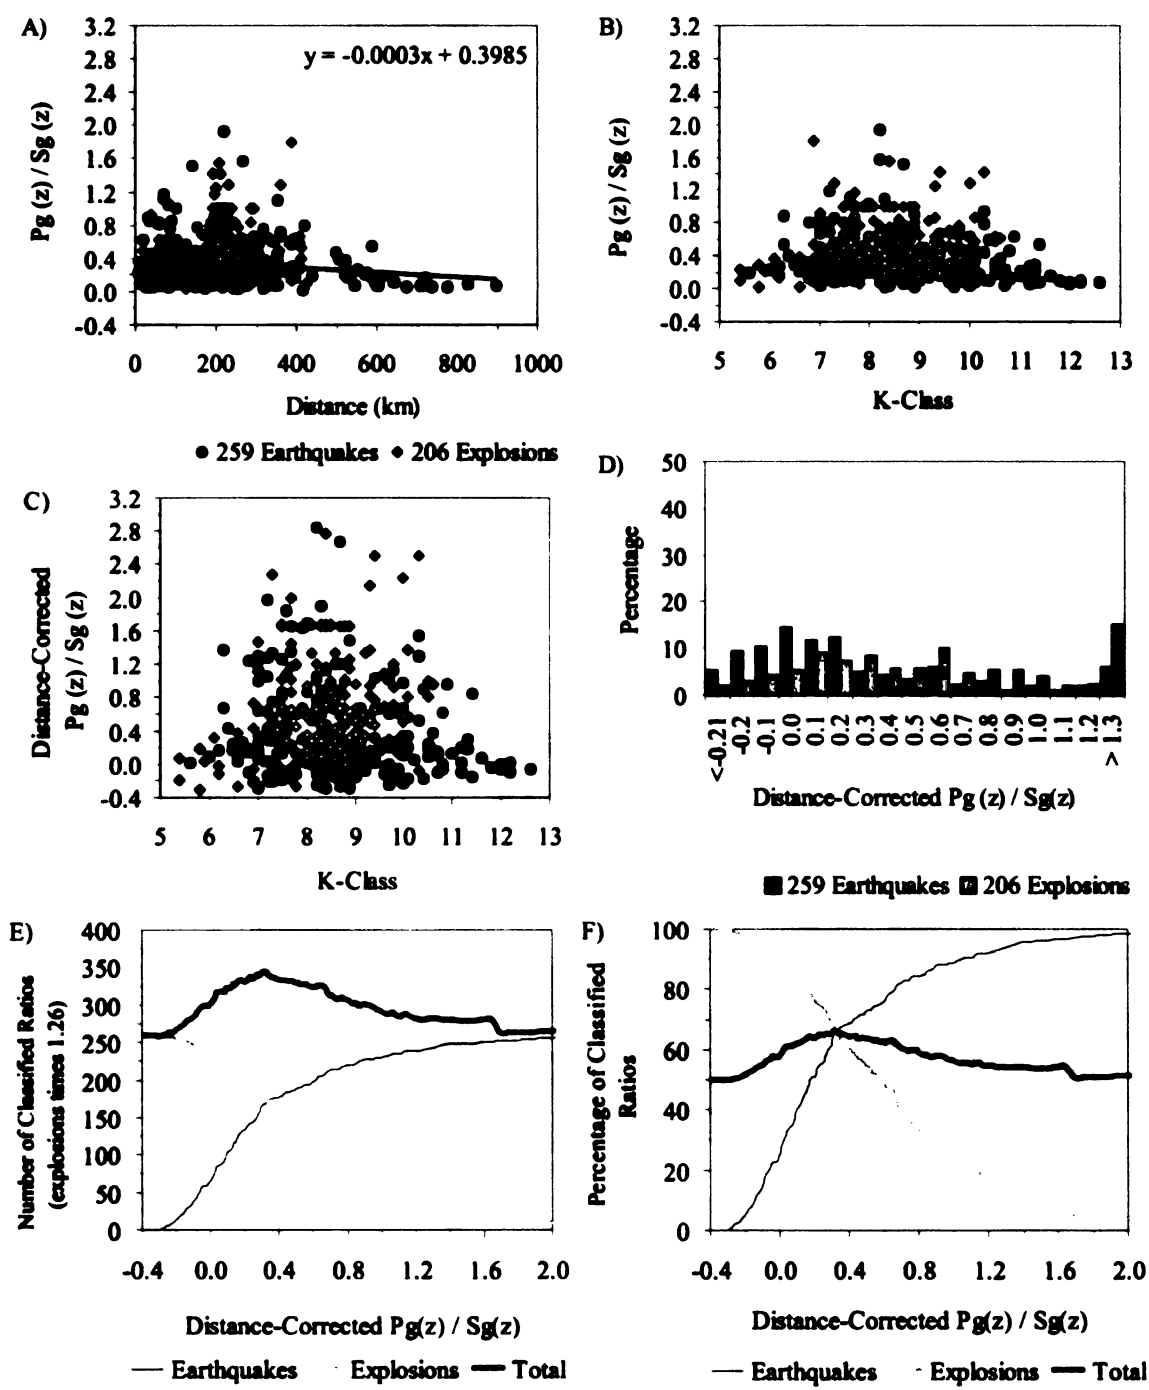 A)
3.2
2.8
2.4
2.0
1.6
1.2
0.8
0.4
0.0
-0.4
Pg (z) / Sg (z)
y = -0.0003x + 0.3985
0 200 400 600 800 1000
Distance (km)
B)
3.2
2.8
2.4
2.0
1.6
1.2
0.8
0.4
0.0
-0.4
Pg (z) / Sg (z)
5 6 7 8 9 10 11 12 13
K-Class
259 Earthquakes 206 Explosions
C)
3.2
2.8
2.4
2.0
1.6
1.2
0.8
0.4
0.0
-0.4
Distance-Corrected
Pg (z) / Sg (z)
5 6 7 8 9 10 11 12 13
K-Class
D)
50
40
30
20
10
0
Percentage
<-0.21 -0.2 -0.1 0.0 0.1 0.2 0.3 0.4 0.5 0.6 0.7 0.8 0.9 1.0 1.1 1.2 > 1.3
Distance-Corrected Pg (z) / Sg(z)
259 Earthquakes 206 Explosions
E)
400
350
300
250
200
150
100
50
0
Number of Classified Ratios
(explosions times 1.26)
-0.4 0.0 0.4 0.8 1.2 1.6 2.0
Distance-Corrected Pg(z) / Sg(z)
Earthquakes Explosions Total
F)
100
80
60
40
20
0
Percentage of Classified
Ratios
-0.4 0.0 0.4 0.8 1.2 1.6 2.0
Distance-Corrected Pg(z) / Sg(z)
Earthquakes Explosions Total